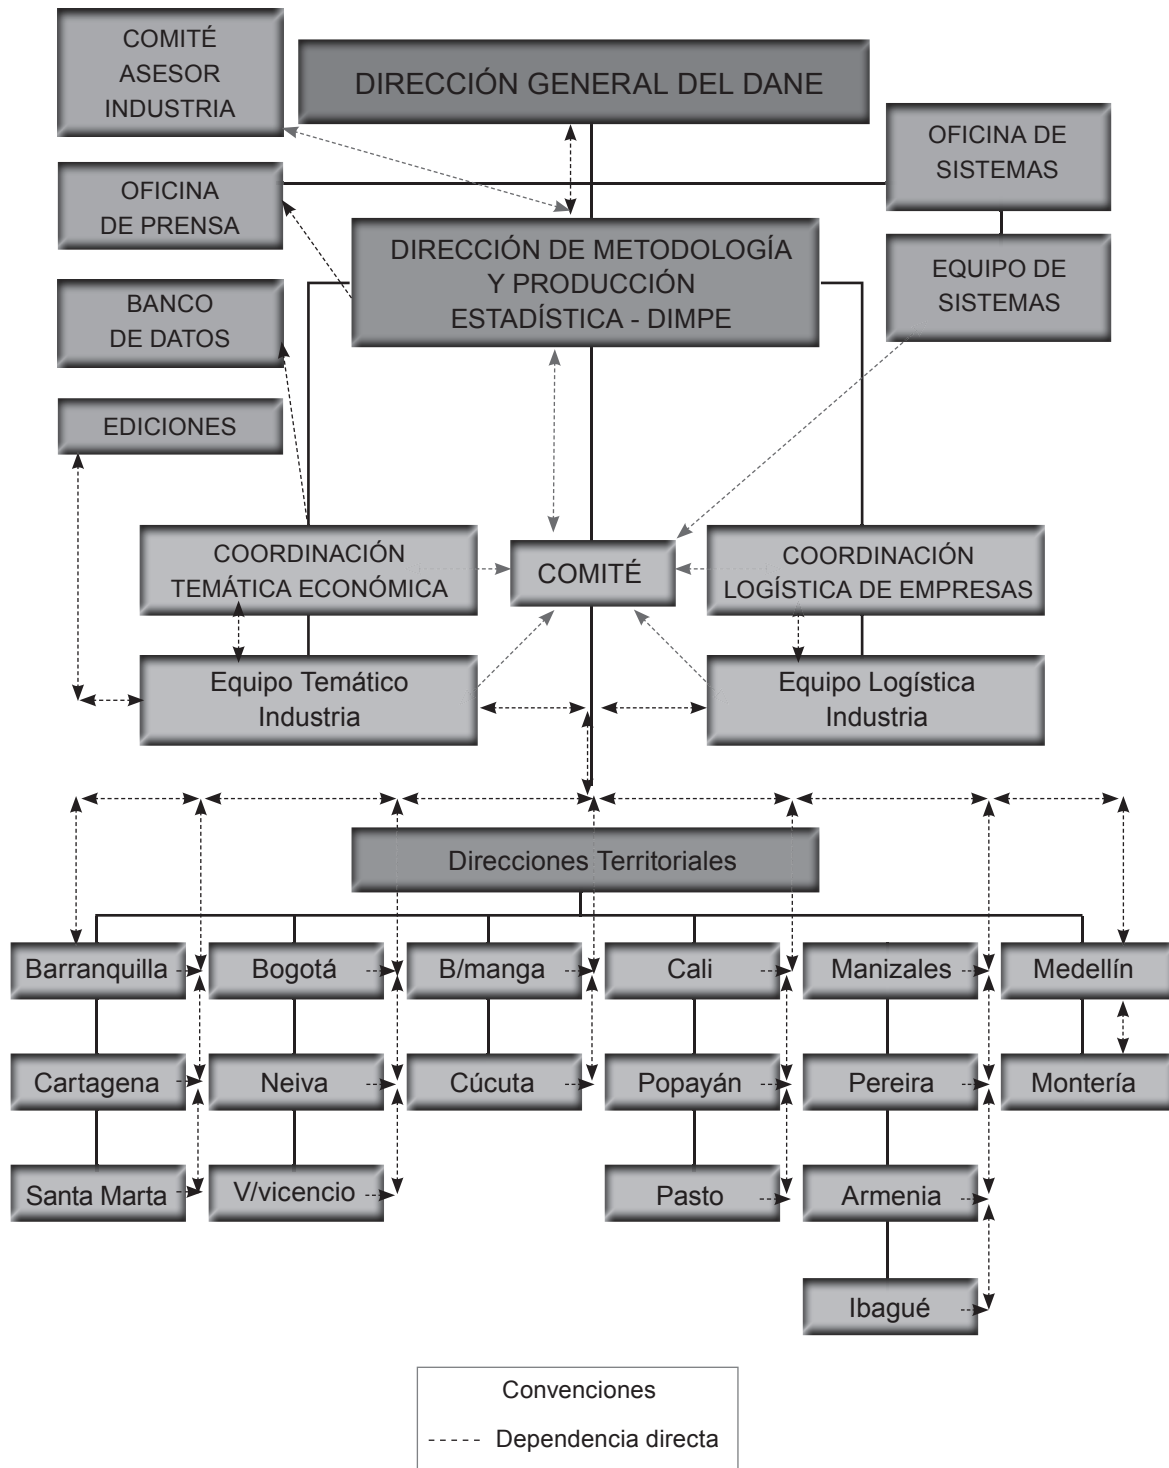 COMITÉ
ASESOR
INDUSTRIA
DIRECCIÓN GENERAL DEL DANE
OFICINA DE
SISTEMAS
OFICINA
DE PRENSA
DIRECCIÓN DE METODOLOGÍA
Y PRODUCCIÓN
ESTADÍSTICA - DIMPE
EQUIPO DE
SISTEMAS
BANCO
DE DATOS
EDICIONES
COORDINACIÓN
TEMÁTICA ECONÓMICA
COMITÉ
COORDINACIÓN
LOGÍSTICA DE EMPRESAS
Equipo Temático
Industria
Equipo Logística
Industria
Direcciones Territoriales
Barranquilla
Bogotá
B/manga
Cali
Manizales
Medellín
Cartagena
Neiva
Cúcuta
Popayán
Pereira
Montería
Santa Marta
V/vicencio
Pasto
Armenia
Ibagué
Convenciones
Dependencia directa